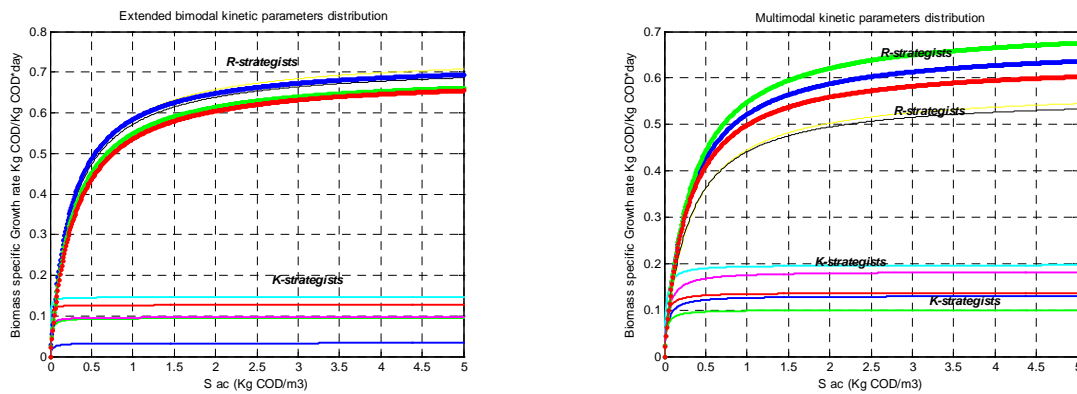 Extended bimodal kinetic parameters distribution
0.8
0.7
0.6
0.5
0.4
0.3
0.2
0.1
0
R-strategists
K-strategists
Biomass specific Growth rate Kg COD/Kg COD*day
0 0.5 1 1.5 2 2.5 3 3.5 4 4.5 5
S ac (Kg COD/m3)
Multimodal kinetic parameters distribution
0.7
0.6
0.5
0.4
0.3
0.2
0.1
0
R-strategists
R-strategists
K-strategists
K-strategists
Biomass specific Growth rate Kg COD/Kg COD*day
0 0.5 1 1.5 2 2.5 3 3.5 4 4.5 5
S ac (Kg COD/m3)